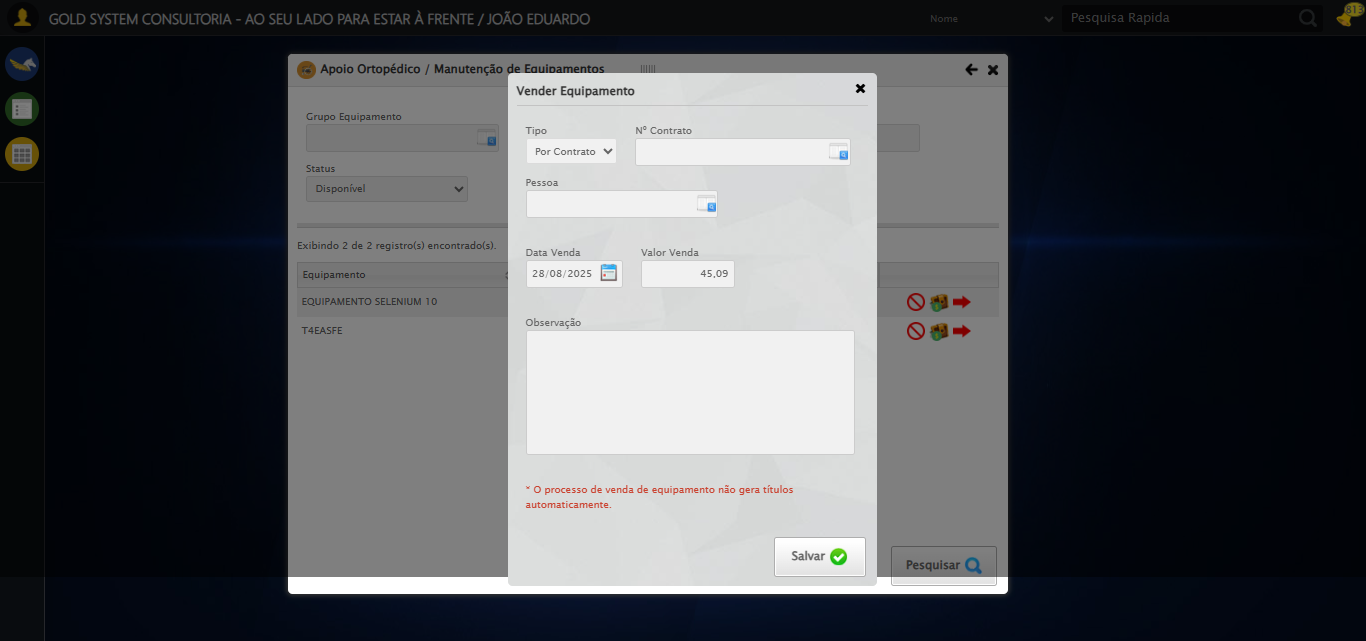 GOLD SYSTEM CONSULTORIA - AO SEU LADO PARA ESTAR À FRENTE / JOÃO EDUARDO
Nome
Pesquisa Rapida
813
Apoio Ortopédico / Manutenção de Equipamentos
Vender Equipamento
Grupo Equipamento
Tipo
Nº Contrato
Por Contrato
Status
Disponível
Pessoa
Exibindo 2 de 2 registro(s) encontrado(s).
Data Venda
Valor Venda
28/08/2025
45,09
Equipamento
EQUIPAMENTO SELENIUM 10
T4EASFE
Observação
* O processo de venda de equipamento não gera títulos
automaticamente.
Salvar
Pesquisar